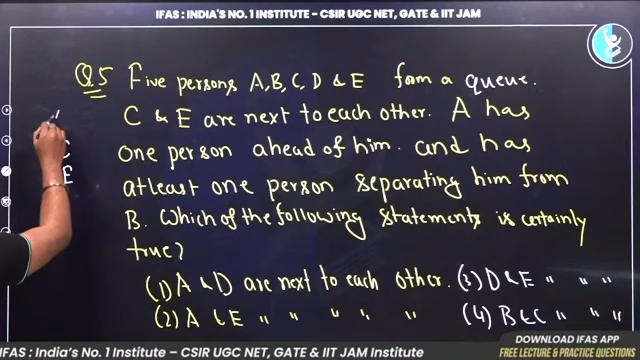 IFAS : INDIA'S NO. 1 INSTITUTE – CSIR UGC NET, GATE & IIT JAM
Q.5 Five persons A, B, C, D & E form a queue.
C & E are next to each other. A has
one person ahead of him. and has
atleast one person separating him from
B. Which of the following statements is certainly
true?
(1) A & D are next to each other. (3) D & E " " "
(2) A & E " " " " " (4) B & C " " "
C
E
DOWNLOAD IFAS APP
IFAS : India's No. 1 Institute – CSIR UGC NET, GATE & IIT JAM Institute
FREE LECTURE & PRACTICE QUESTIONS